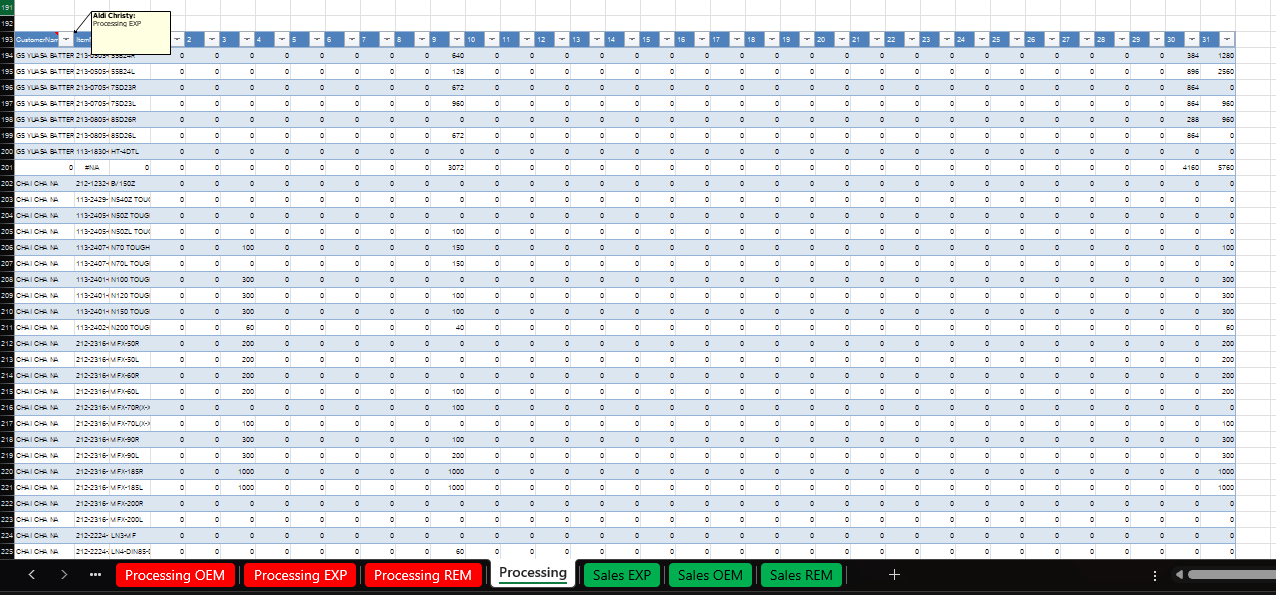 191
192
Aldi Christy:
Processing EXP
193 CustomerNam Item 2 3 4 5 6 7 8 9 10 11 12 13 14 15 16 17 18 19 20 21 22 23 24 25 26 27 28 29 30 31
194 GS YUASA BATTER 213-0505- 55B24R 0 0 0 0 0 0 0 0 640 0 0 0 0 0 0 0 0 0 0 0 0 0 0 0 0 0 0 0 0 384 1280
195 GS YUASA BATTER 213-0505- 55B24L 0 0 0 0 0 0 0 0 128 0 0 0 0 0 0 0 0 0 0 0 0 0 0 0 0 0 0 0 0 896 2560
196 GS YUASA BATTER 213-0705- 75D23R 0 0 0 0 0 0 0 0 672 0 0 0 0 0 0 0 0 0 0 0 0 0 0 0 0 0 0 0 0 864 0
197 GS YUASA BATTER 213-0705- 75D23L 0 0 0 0 0 0 0 0 960 0 0 0 0 0 0 0 0 0 0 0 0 0 0 0 0 0 0 0 0 864 960
198 GS YUASA BATTER 213-0805- 85D26R 0 0 0 0 0 0 0 0 0 0 0 0 0 0 0 0 0 0 0 0 0 0 0 0 0 0 0 0 0 288 960
199 GS YUASA BATTER 213-0805- 85D26L 0 0 0 0 0 0 0 0 672 0 0 0 0 0 0 0 0 0 0 0 0 0 0 0 0 0 0 0 0 864 0
200 GS YUASA BATTER 113-1830- HT-4DTL 0 0 0 0 0 0 0 0 0 0 0 0 0 0 0 0 0 0 0 0 0 0 0 0 0 0 0 0 0 0 0
201 0 #N/A 0 0 0 0 0 0 0 0 0 3072 0 0 0 0 0 0 0 0 0 0 0 0 0 0 0 0 0 0 0 0 4160 5760
202 CHAI CHA NA 212-1232- B/150Z 0 0 0 0 0 0 0 0 0 0 0 0 0 0 0 0 0 0 0 0 0 0 0 0 0 0 0 0 0 0 0
203 CHAI CHA NA 113-2429- NS40Z TOUG 0 0 0 0 0 0 0 0 0 0 0 0 0 0 0 0 0 0 0 0 0 0 0 0 0 0 0 0 0 0 0
204 CHAI CHA NA 113-2405- N50Z TOUG 0 0 0 0 0 0 0 0 0 0 0 0 0 0 0 0 0 0 0 0 0 0 0 0 0 0 0 0 0 0 0
205 CHAI CHA NA 113-2405- N50ZL TOUG 0 0 0 0 0 0 0 0 100 0 0 0 0 0 0 0 0 0 0 0 0 0 0 0 0 0 0 0 0 0 0
206 CHAI CHA NA 113-2407- N70 TOUGH 0 0 100 0 0 0 0 0 150 0 0 0 0 0 0 0 0 0 0 0 0 0 0 0 0 0 0 0 0 0 100
207 CHAI CHA NA 113-2407- N70L TOUGH 0 0 0 0 0 0 0 0 150 0 0 0 0 0 0 0 0 0 0 0 0 0 0 0 0 0 0 0 0 0 0
208 CHAI CHA NA 113-2401- N100 TOUGH 0 0 300 0 0 0 0 0 0 0 0 0 0 0 0 0 0 0 0 0 0 0 0 0 0 0 0 0 0 0 300
209 CHAI CHA NA 113-2401- N120 TOUGH 0 0 300 0 0 0 0 0 100 0 0 0 0 0 0 0 0 0 0 0 0 0 0 0 0 0 0 0 0 0 300
210 CHAI CHA NA 113-2401- N150 TOUGH 0 0 300 0 0 0 0 0 100 0 0 0 0 0 0 0 0 0 0 0 0 0 0 0 0 0 0 0 0 0 300
211 CHAI CHA NA 113-2402- N200 TOUGH 0 0 60 0 0 0 0 0 40 0 0 0 0 0 0 0 0 0 0 0 0 0 0 0 0 0 0 0 0 0 60
212 CHAI CHA NA 212-2316- MFX-50R 0 0 200 0 0 0 0 0 0 0 0 0 0 0 0 0 0 0 0 0 0 0 0 0 0 0 0 0 0 0 200
213 CHAI CHA NA 212-2316- MFX-50L 0 0 200 0 0 0 0 0 0 0 0 0 0 0 0 0 0 0 0 0 0 0 0 0 0 0 0 0 0 0 200
214 CHAI CHA NA 212-2316- MFX-60R 0 0 200 0 0 0 0 0 0 0 0 0 0 0 0 0 0 0 0 0 0 0 0 0 0 0 0 0 0 0 200
215 CHAI CHA NA 212-2316- MFX-60L 0 0 200 0 0 0 0 0 100 0 0 0 0 0 0 0 0 0 0 0 0 0 0 0 0 0 0 0 0 0 200
216 CHAI CHA NA 212-2316- MFX-70R(X-X 0 0 0 0 0 0 0 0 100 0 0 0 0 0 0 0 0 0 0 0 0 0 0 0 0 0 0 0 0 0 0
217 CHAI CHA NA 212-2316- MFX-70L(X-X 0 0 100 0 0 0 0 0 0 0 0 0 0 0 0 0 0 0 0 0 0 0 0 0 0 0 0 0 0 0 100
218 CHAI CHA NA 212-2316- MFX-90R 0 0 300 0 0 0 0 0 100 0 0 0 0 0 0 0 0 0 0 0 0 0 0 0 0 0 0 0 0 0 300
219 CHAI CHA NA 212-2316- MFX-90L 0 0 300 0 0 0 0 0 200 0 0 0 0 0 0 0 0 0 0 0 0 0 0 0 0 0 0 0 0 0 300
220 CHAI CHA NA 212-2316- MFX-185R 0 0 1000 0 0 0 0 0 1000 0 0 0 0 0 0 0 0 0 0 0 0 0 0 0 0 0 0 0 0 0 1000
221 CHAI CHA NA 212-2316- MFX-185L 0 0 1000 0 0 0 0 0 1000 0 0 0 0 0 0 0 0 0 0 0 0 0 0 0 0 0 0 0 0 0 1000
222 CHAI CHA NA 212-2316- MFX-200R 0 0 0 0 0 0 0 0 0 0 0 0 0 0 0 0 0 0 0 0 0 0 0 0 0 0 0 0 0 0 0
223 CHAI CHA NA 212-2316- MFX-200L 0 0 0 0 0 0 0 0 0 0 0 0 0 0 0 0 0 0 0 0 0 0 0 0 0 0 0 0 0 0 0
224 CHAI CHA NA 212-2224- LN3-MF 0 0 0 0 0 0 0 0 0 0 0 0 0 0 0 0 0 0 0 0 0 0 0 0 0 0 0 0 0 0 0
225 CHAI CHA NA 212-2224- LN4-DIN85- 0 0 0 0 0 0 0 0 60 0 0 0 0 0 0 0 0 0 0 0 0 0 0 0 0 0 0 0 0 0 0
Processing OEM Processing EXP Processing REM Processing Sales EXP Sales OEM Sales REM